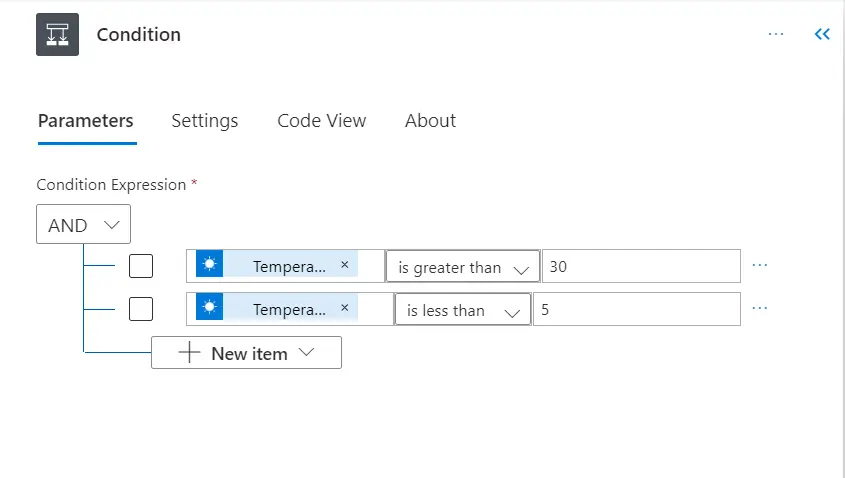 Condition
Parameters Settings Code View About
Condition Expression *
AND
Tempera... × is greater than 30
Tempera... × is less than 5
New item